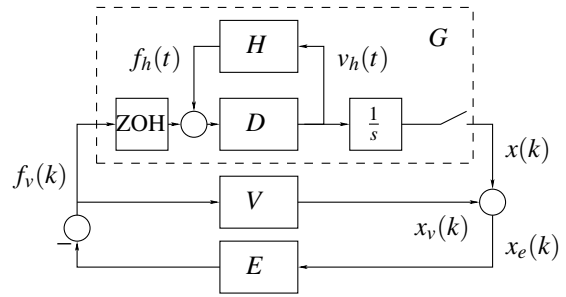 H
G
f_h(t)
v_h(t)
ZOH
D
1/s
x(k)
f_v(k)
V
x_v(k)
−
E
x_e(k)